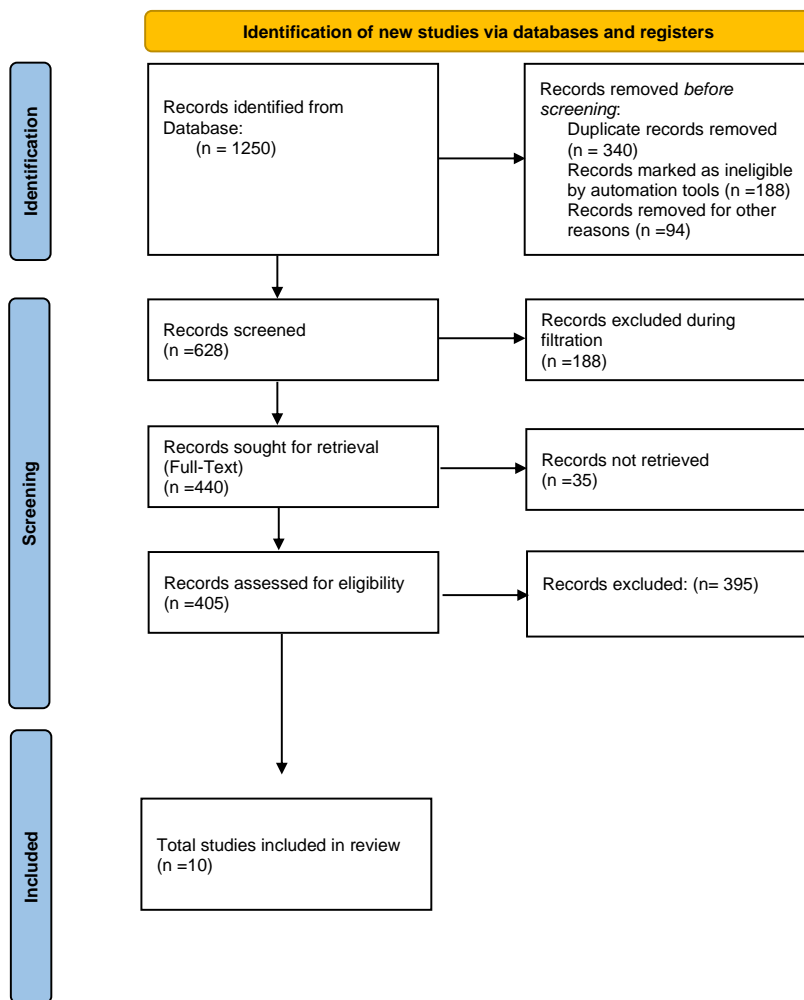 Identification of new studies via databases and registers
Identification
Records identified from
Database:
(n = 1250)
Records removed before
screening:
Duplicate records removed
(n = 340)
Records marked as ineligible
by automation tools (n =188)
Records removed for other
reasons (n =94)
Screening
Records screened
(n =628)
Records excluded during
filtration
(n =188)
Records sought for retrieval
(Full-Text)
(n =440)
Records not retrieved
(n =35)
Records assessed for eligibility
(n =405)
Records excluded: (n= 395)
Included
Total studies included in review
(n =10)